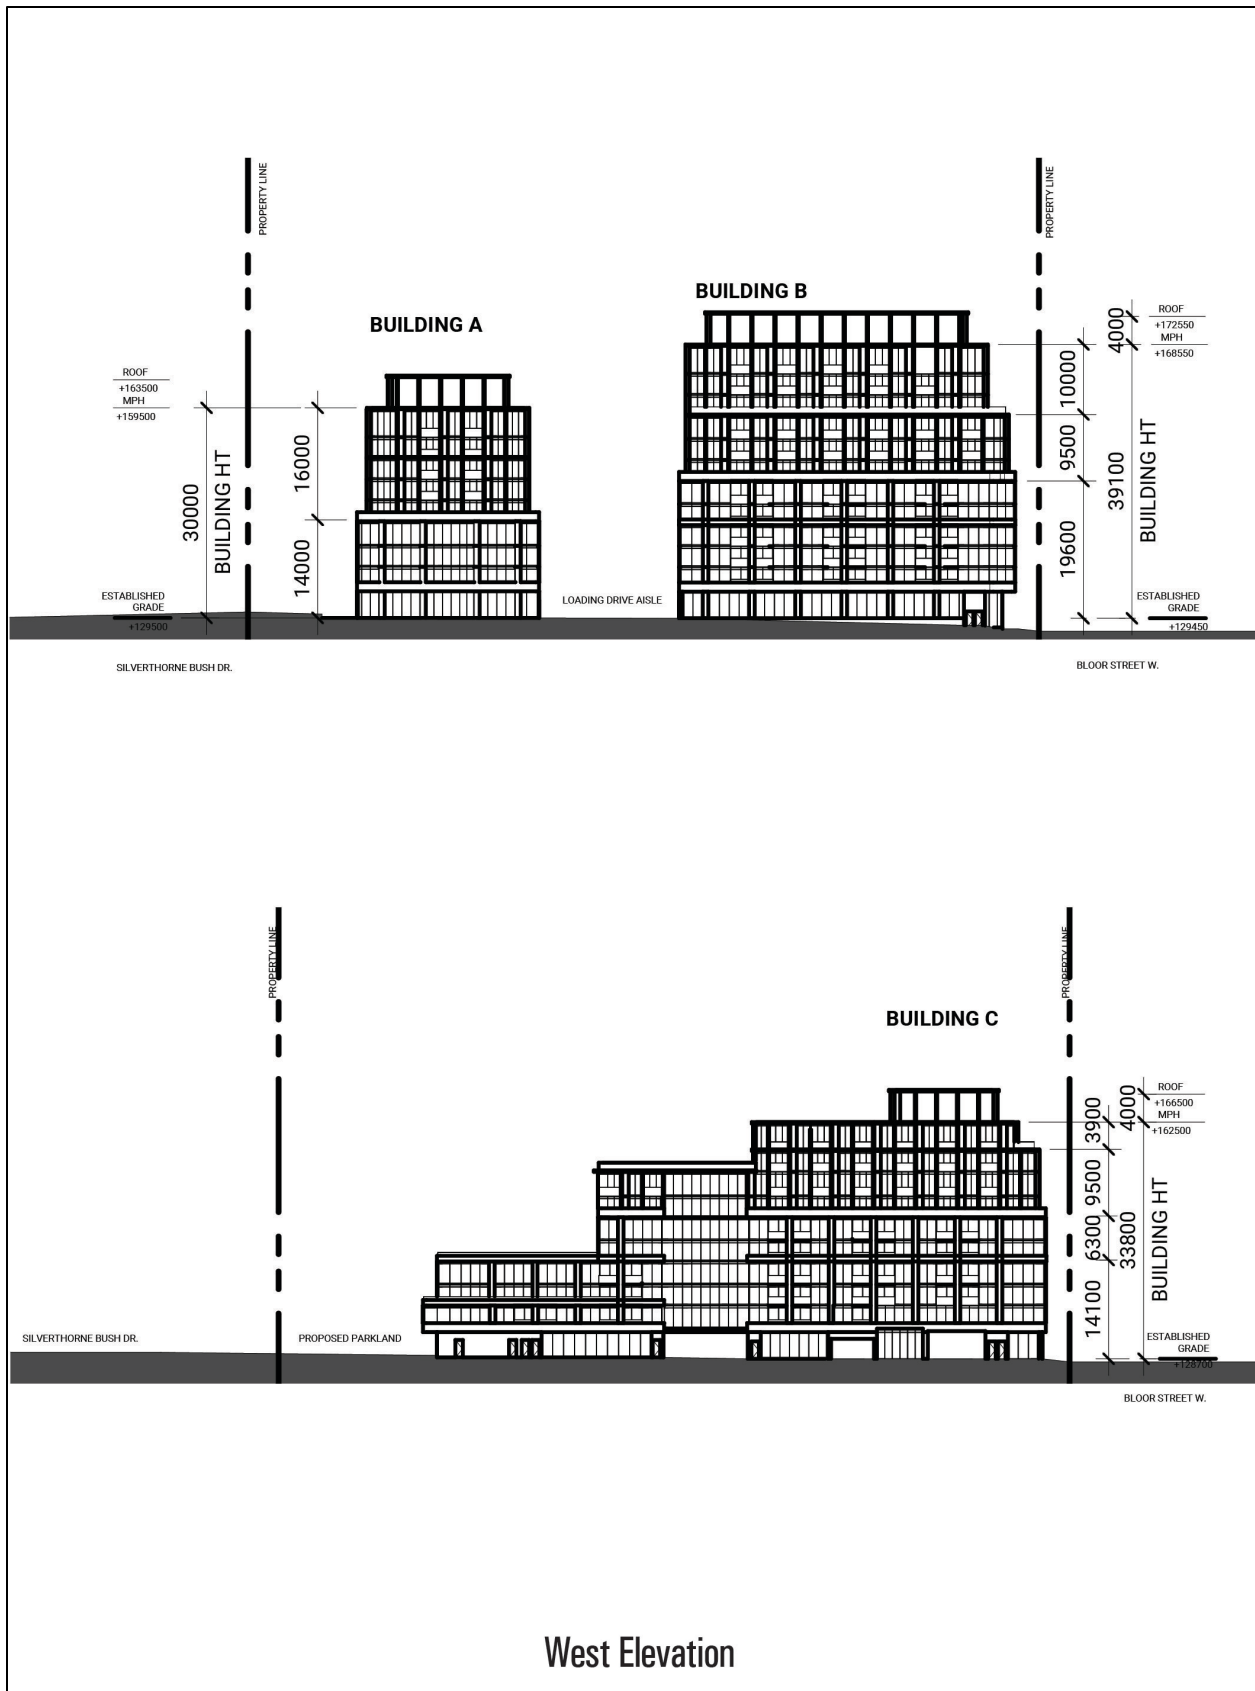 PROPERTY LINE
PROPERTY LINE
BUILDING B
BUILDING A
ROOF
+172550
MPH
+168550
4000
10000
9500
19600
39100
BUILDING HT
ROOF
+163500
MPH
+159500
30000
BUILDING HT
16000
14000
ESTABLISHED
GRADE
+129500
LOADING DRIVE AISLE
ESTABLISHED
GRADE
+129450
SILVERTHORNE BUSH DR.
BLOOR STREET W.
PROPERTY LINE
PROPERTY LINE
BUILDING C
ROOF
+166500
MPH
+162500
4000
3900
9500
6300
14100
33800
BUILDING HT
SILVERTHORNE BUSH DR.
PROPOSED PARKLAND
ESTABLISHED
GRADE
+128700
BLOOR STREET W.
West Elevation